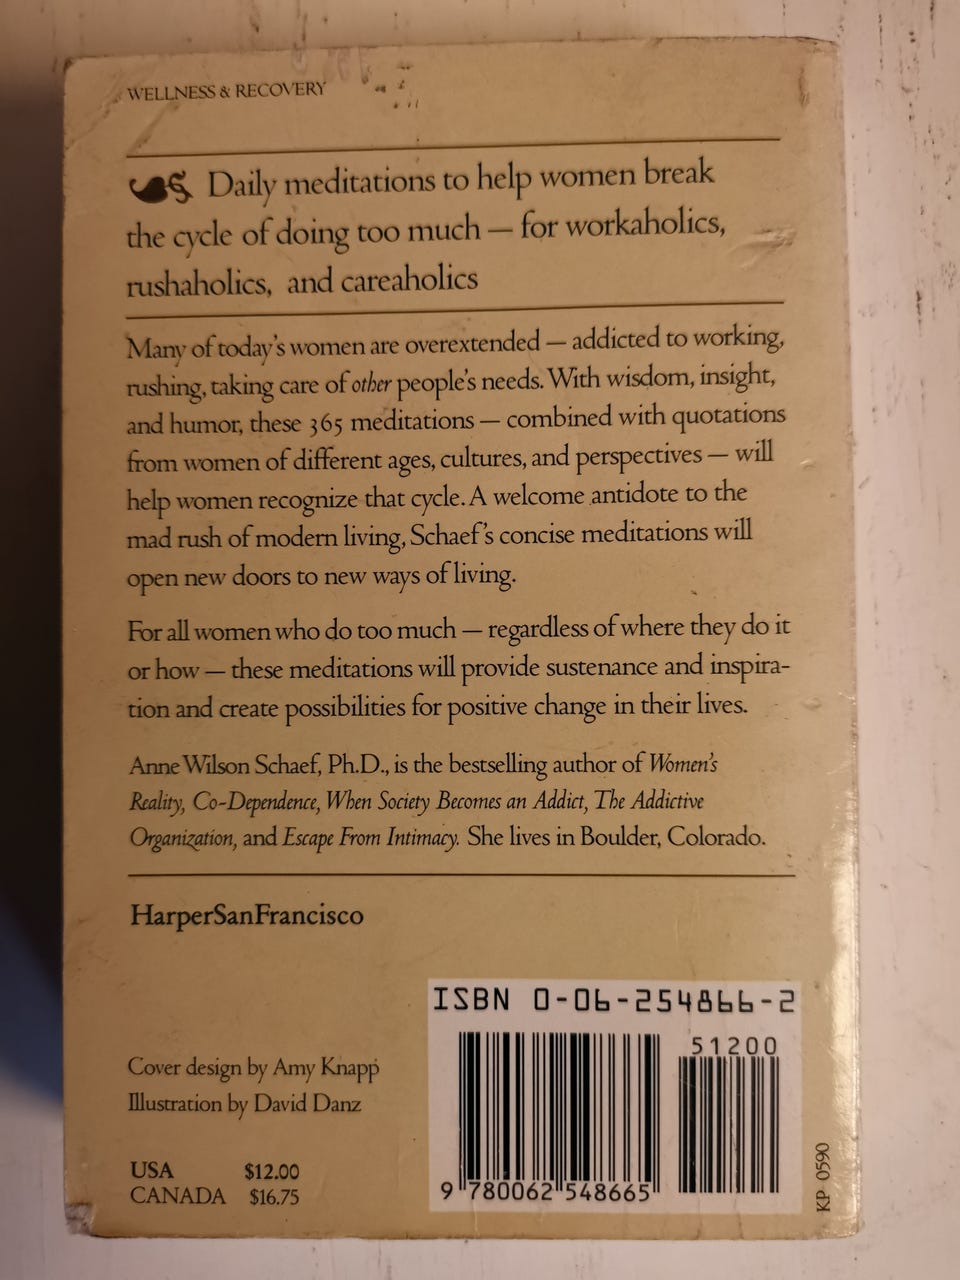 WELLNESS & RECOVERY
Daily meditations to help women break
the cycle of doing too much — for workaholics,
rushaholics, and careaholics
Many of today's women are overextended — addicted to working,
rushing, taking care of other people's needs. With wisdom, insight,
and humor, these 365 meditations — combined with quotations
from women of different ages, cultures, and perspectives — will
help women recognize that cycle. A welcome antidote to the
mad rush of modern living, Schaef's concise meditations will
open new doors to new ways of living.
For all women who do too much — regardless of where they do it
or how — these meditations will provide sustenance and inspira-
tion and create possibilities for positive change in their lives.
Anne Wilson Schaef, Ph.D., is the bestselling author of Women's
Reality, Co-Dependence, When Society Becomes an Addict, The Addictive
Organization, and Escape From Intimacy. She lives in Boulder, Colorado.
HarperSanFrancisco
ISBN 0-06-254866-2
51200
9 780062 548665
Cover design by Amy Knapp
Illustration by David Danz
USA $12.00
CANADA $16.75
KP 0590